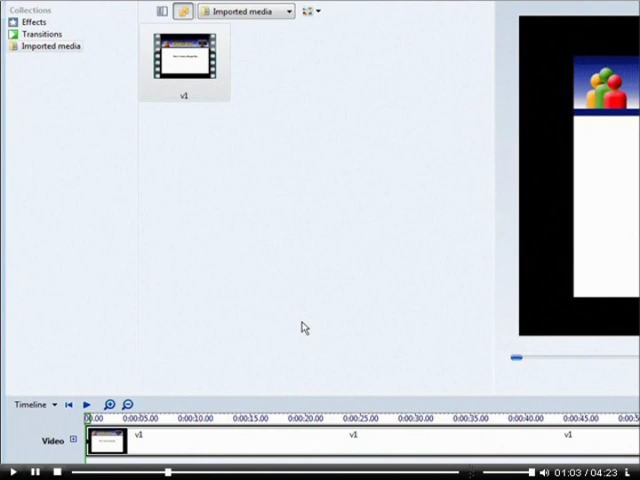 Collections
Effects
Transitions
Imported media
Imported media
v1
Timeline
00.00 0:00:05.00 0:00:10.00 0:00:15.00 0:00:20.00 0:00:25.00 0:00:30.00 0:00:35.00 0:00:40.00 0:00:45.00
Video
v1 v1 v1
01:03 / 04:23